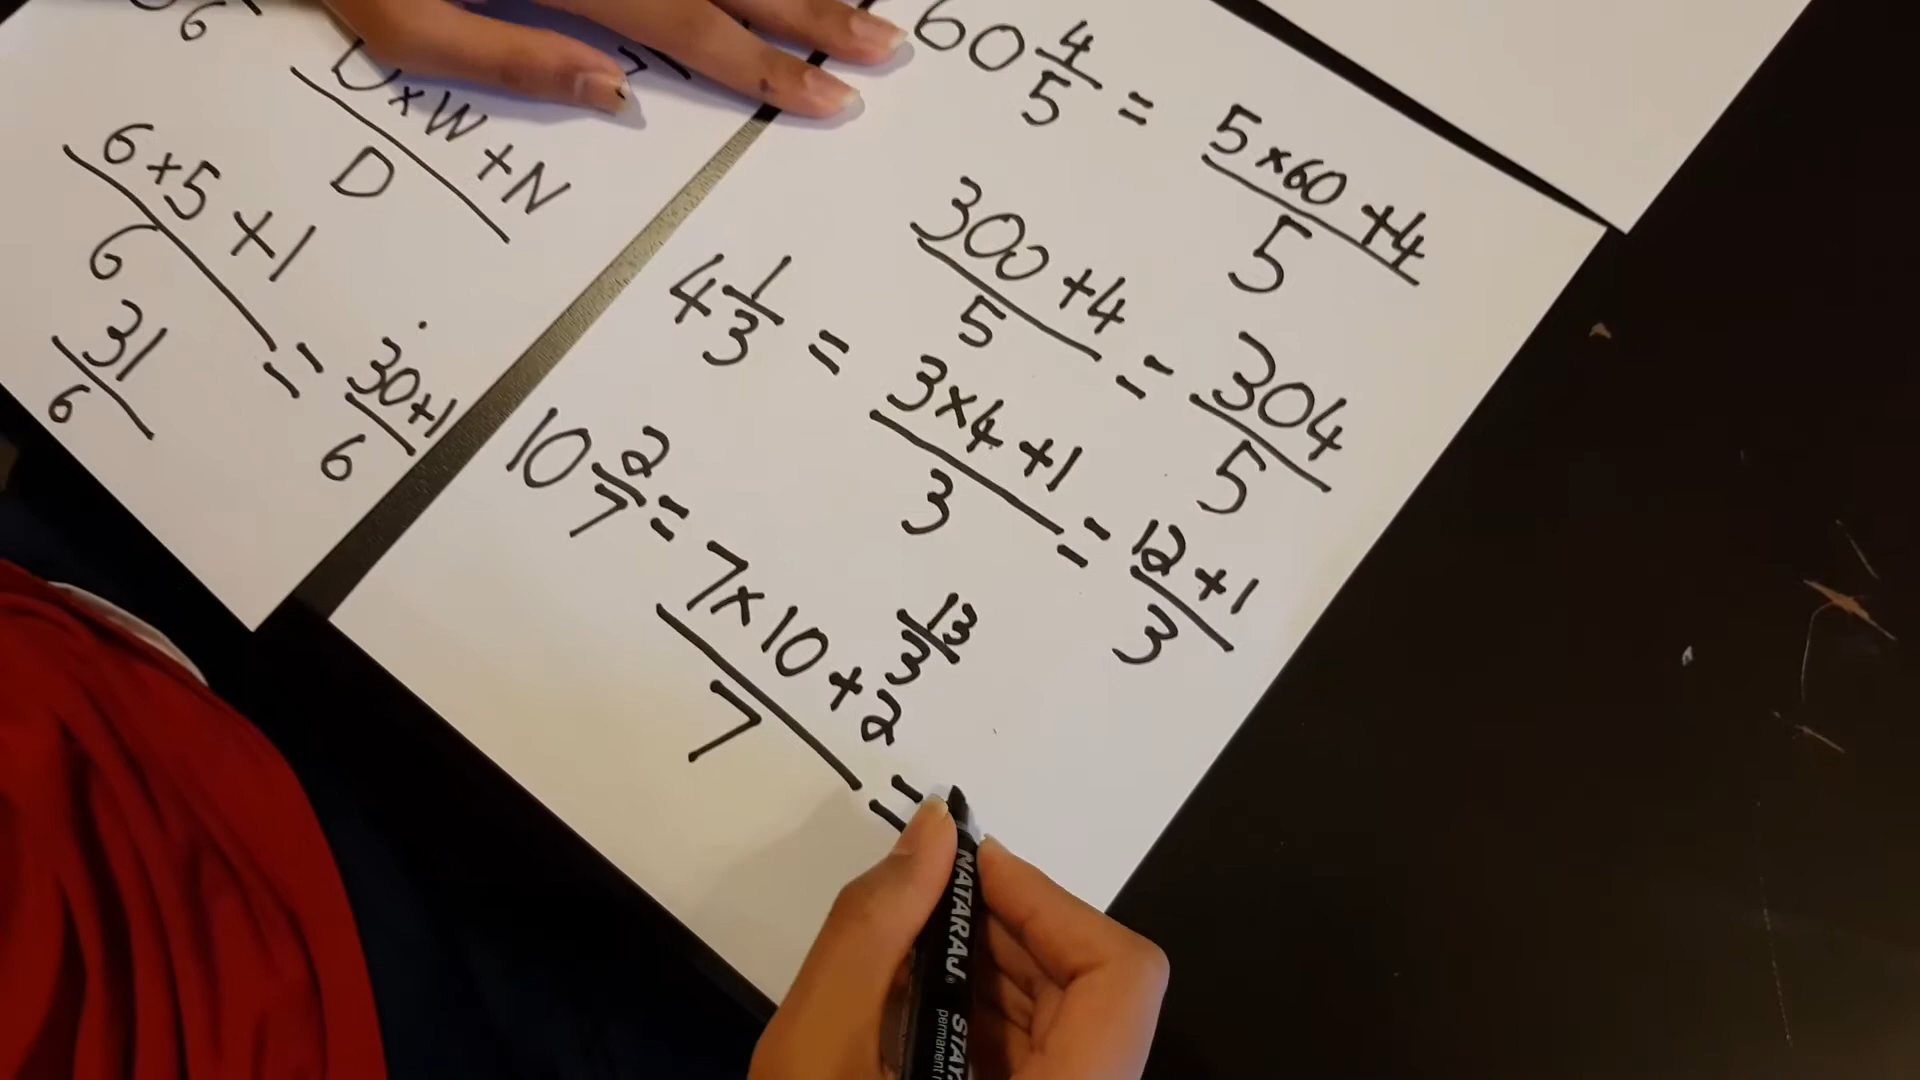 6
D×W+N
D
6×5+1
6
31
6
=
30+1
6
60 4/5 = 5×60+4
5
300+4
5
= 304
5
4 1/3 = 3×4+1
3
= 12+1
3
13
3
10 2/7 = 7×10+2
7
=
NATARAJ
STAY
permanent